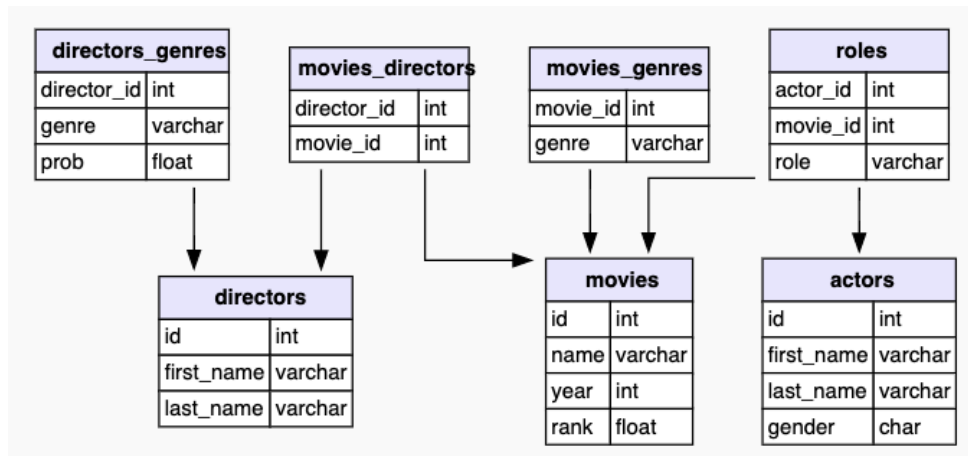 directors_genres
director_id int
genre varchar
prob float
movies_directors
director_id int
movie_id int
movies_genres
movie_id int
genre varchar
roles
actor_id int
movie_id int
role varchar
directors
id int
first_name varchar
last_name varchar
movies
id int
name varchar
year int
rank float
actors
id int
first_name varchar
last_name varchar
gender char